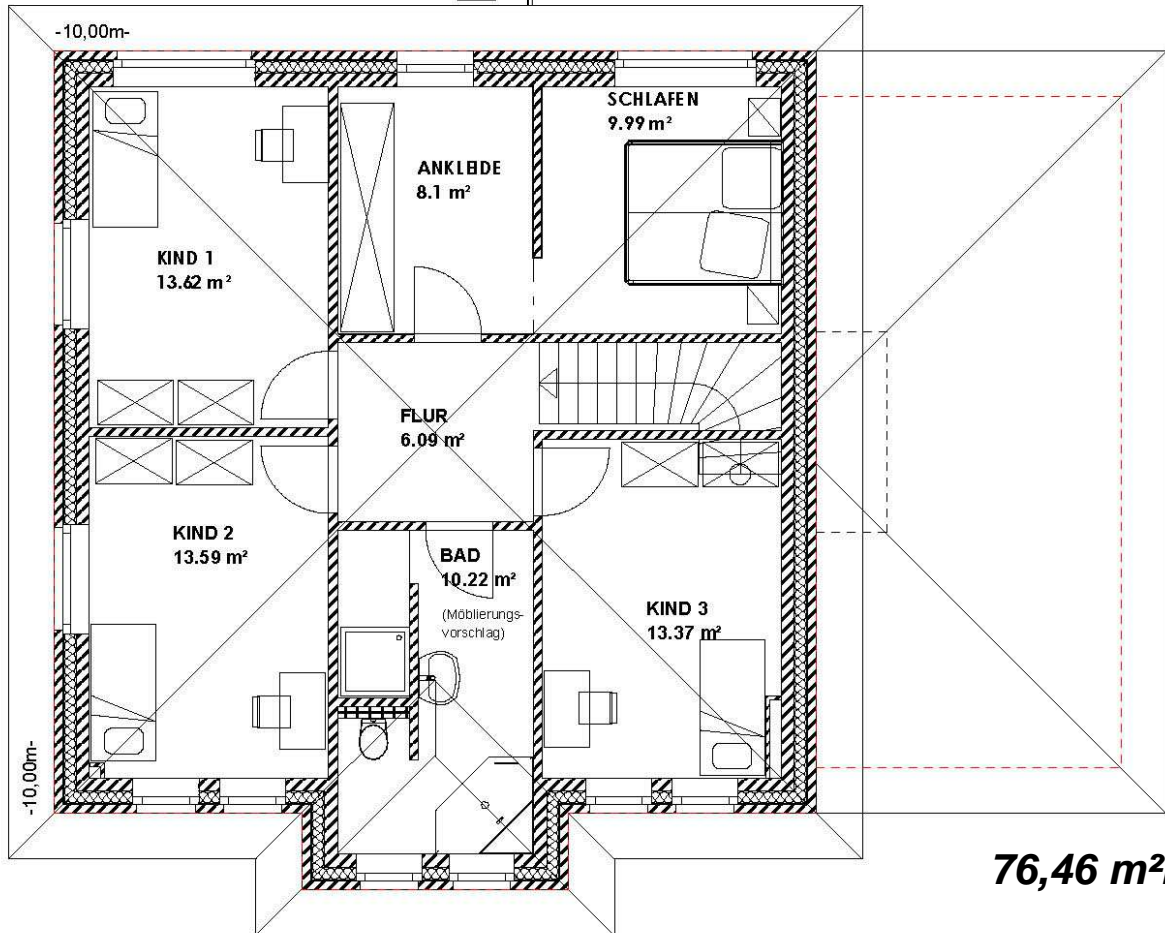 -10,00m-
SCHLAFEN
9.99 m²
ANKLEIDE
8.1 m²
KIND 1
13.62 m²
FLUR
6.09 m²
KIND 2
13.59 m²
BAD
10.22 m²
(Möblierungs-
vorschlag)
KIND 3
13.37 m²
-10,00m-
76,46 m²